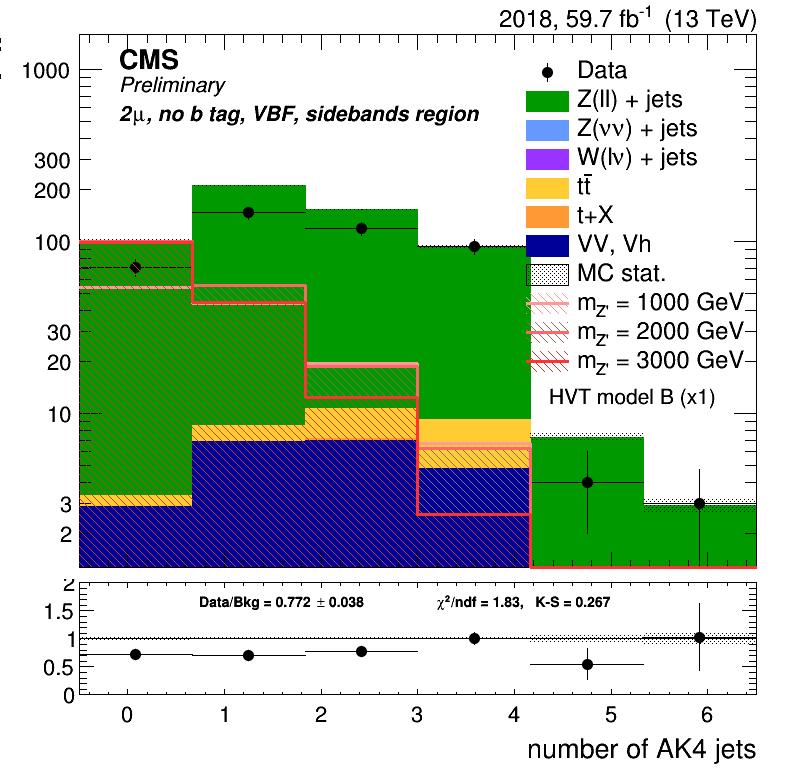 2018, 59.7 fb⁻¹ (13 TeV)
CMS
Preliminary
2μ, no b tag, VBF, sidebands region
Data
Z(ll) + jets
Z(νν) + jets
W(lν) + jets
tt̄
t+X
VV, Vh
MC stat.
m_Z' = 1000 GeV
m_Z' = 2000 GeV
m_Z' = 3000 GeV
HVT model B (x1)
1000
300
200
100
30
20
10
3
2
Data/Bkg = 0.772 ± 0.038
χ²/ndf = 1.83, K-S = 0.267
2
1.5
1
0.5
0
0 1 2 3 4 5 6
number of AK4 jets